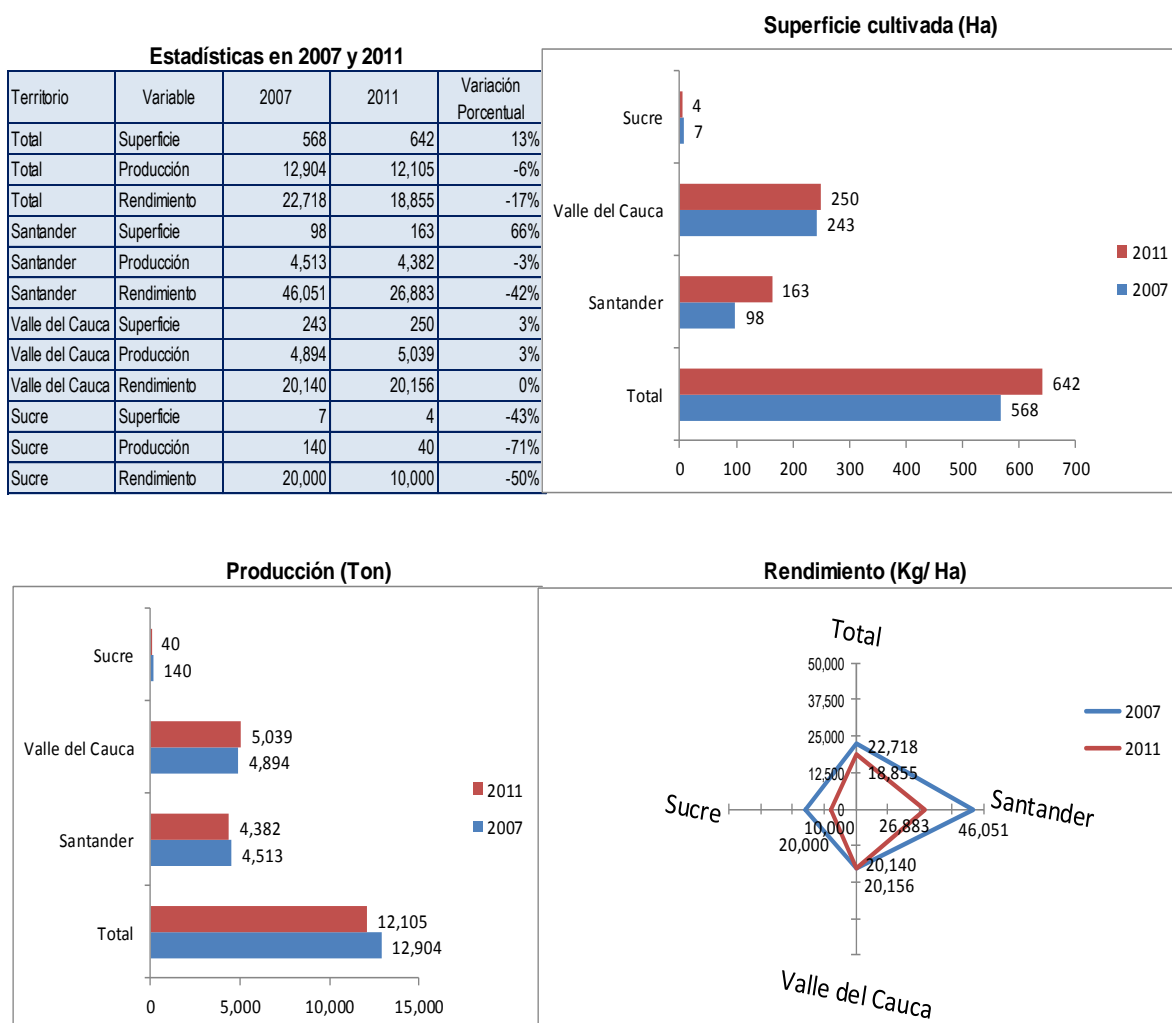 Estadísticas en 2007 y 2011
Territorio Variable 2007 2011 Variación Porcentual
Total Superficie 568 642 13%
Total Producción 12,904 12,105 -6%
Total Rendimiento 22,718 18,855 -17%
Santander Superficie 98 163 66%
Santander Producción 4,513 4,382 -3%
Santander Rendimiento 46,051 26,883 -42%
Valle del Cauca Superficie 243 250 3%
Valle del Cauca Producción 4,894 5,039 3%
Valle del Cauca Rendimiento 20,140 20,156 0%
Sucre Superficie 7 4 -43%
Sucre Producción 140 40 -71%
Sucre Rendimiento 20,000 10,000 -50%
Superficie cultivada (Ha)
4
Sucre
7
250
Valle del Cauca
243
2011
163
Santander
2007
98
642
Total
568
0 100 200 300 400 500 600 700
Producción (Ton)
40
Sucre
140
5,039
Valle del Cauca
4,894
2011
4,382
Santander
2007
4,513
12,105
Total
12,904
0 5,000 10,000 15,000
Rendimiento (Kg/ Ha)
Total
50,000
37,500
2007
25,000
22,718
2011
12,500
18,855
Sucre
0
Santander
10,000
26,883
46,051
20,000
20,140
20,156
Valle del Cauca